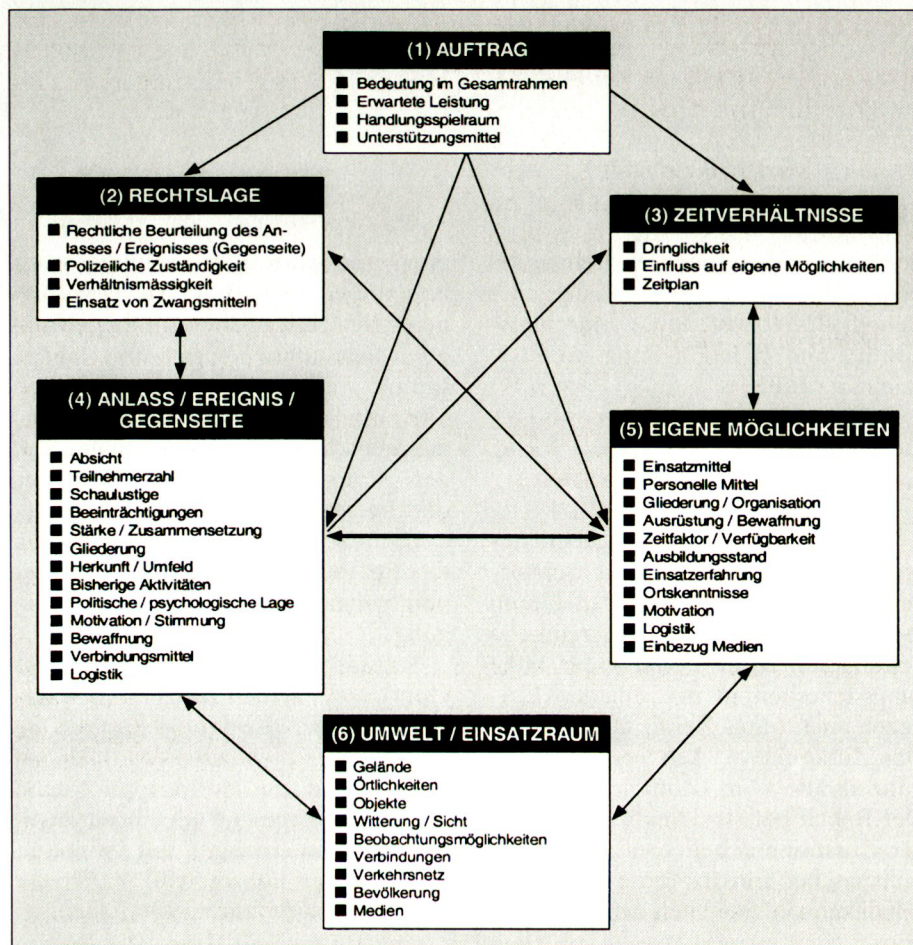 (1) AUFTRAG
■ Bedeutung im Gesamtrahmen
■ Erwartete Leistung
■ Handlungsspielraum
■ Unterstützungsmittel
(2) RECHTSLAGE
■ Rechtliche Beurteilung des An-
lasses / Ereignisses (Gegenseite)
■ Polizeiliche Zuständigkeit
■ Verhältnismässigkeit
■ Einsatz von Zwangsmitteln
(3) ZEITVERHÄLTNISSE
■ Dringlichkeit
■ Einfluss auf eigene Möglichkeiten
■ Zeitplan
(4) ANLASS / EREIGNIS /
GEGENSEITE
■ Absicht
■ Teilnehmerzahl
■ Schaulustige
■ Beeinträchtigungen
■ Stärke / Zusammensetzung
■ Gliederung
■ Herkunft / Umfeld
■ Bisherige Aktivitäten
■ Politische / psychologische Lage
■ Motivation / Stimmung
■ Bewaffnung
■ Verbindungsmittel
■ Logistik
(5) EIGENE MÖGLICHKEITEN
■ Einsatzmittel
■ Personelle Mittel
■ Gliederung / Organisation
■ Ausrüstung / Bewaffnung
■ Zeitfaktor / Verfügbarkeit
■ Ausbildungsstand
■ Einsatzerfahrung
■ Ortskenntnisse
■ Motivation
■ Logistik
■ Einbezug Medien
(6) UMWELT / EINSATZRAUM
■ Gelände
■ Örtlichkeiten
■ Objekte
■ Witterung / Sicht
■ Beobachtungsmöglichkeiten
■ Verbindungen
■ Verkehrsnetz
■ Bevölkerung
■ Medien